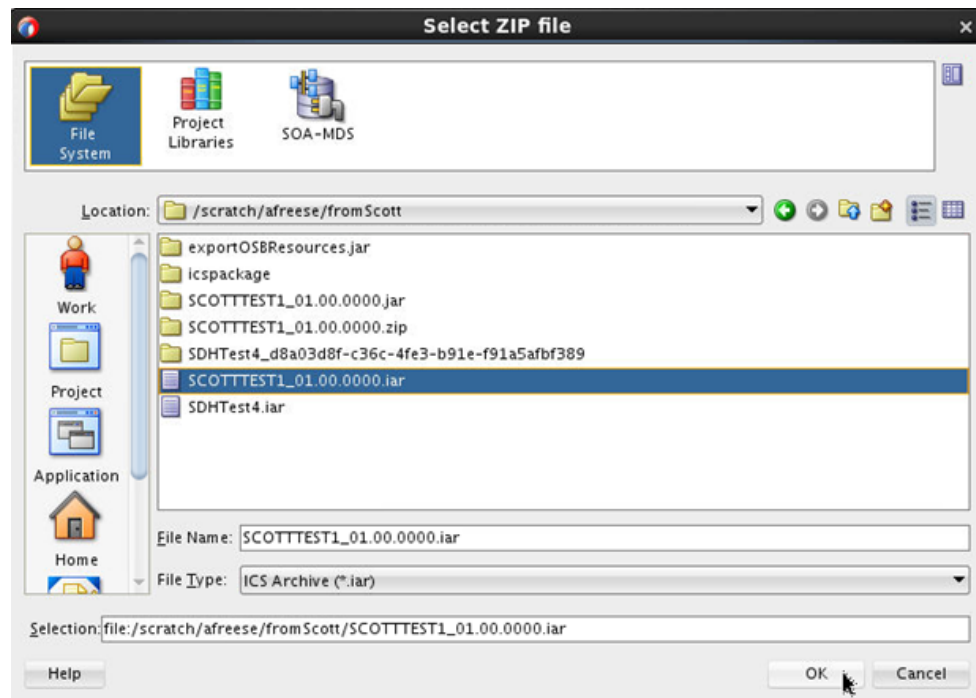 Select ZIP file
File
System
Project
Libraries
SOA-MDS
Location: /scratch/afreese/fromScott
Work
Project
Application
Home
exportOSBResources.jar
icspackage
SCOTTTEST1_01.00.0000.jar
SCOTTTEST1_01.00.0000.zip
SDHTest4_d8a03d8f-c36c-4fe3-b91e-f91a5afbf389
SCOTTTEST1_01.00.0000.iar
SDHTest4.iar
File Name: SCOTTTEST1_01.00.0000.iar
File Type: ICS Archive (*.iar)
Selection: file:/scratch/afreese/fromScott/SCOTTTEST1_01.00.0000.iar
Help
OK
Cancel